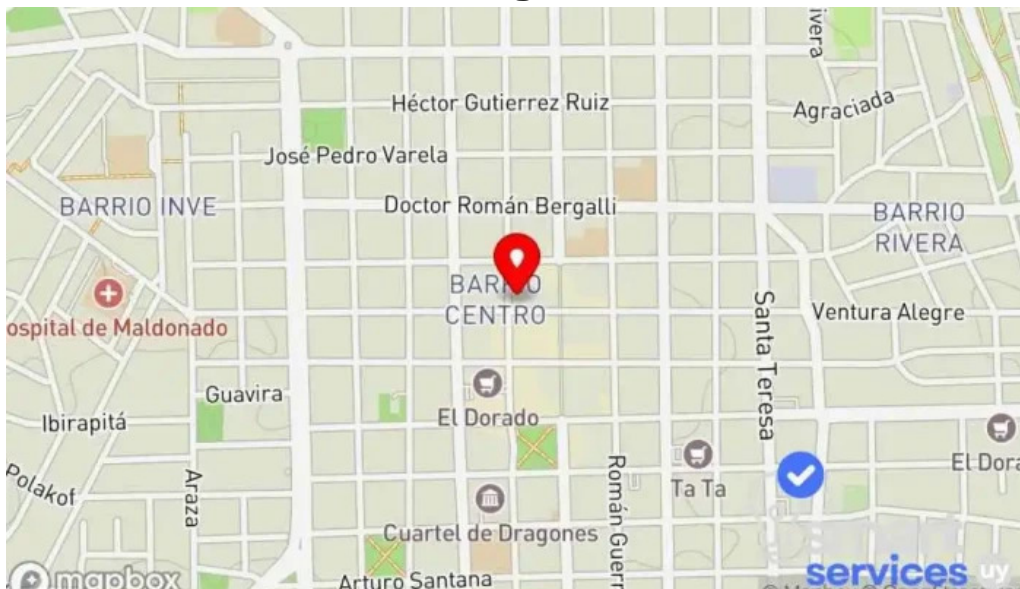 ivera
Héctor Gutierrez Ruiz
Agraciada
José Pedro Varela
BARRIO INVE
Doctor Román Bergalli
BARRIO
RIVERA
BARRIO
CENTRO
Santa Teresa
Ventura Alegre
ospital de Maldonado
Guavira
Ibirapitá
El Dorado
Polakof
Araza
Román Guerr
Ta Ta
El Dora
Cuartel de Dragones
Arturo Santana
mapbox
smart
services uy